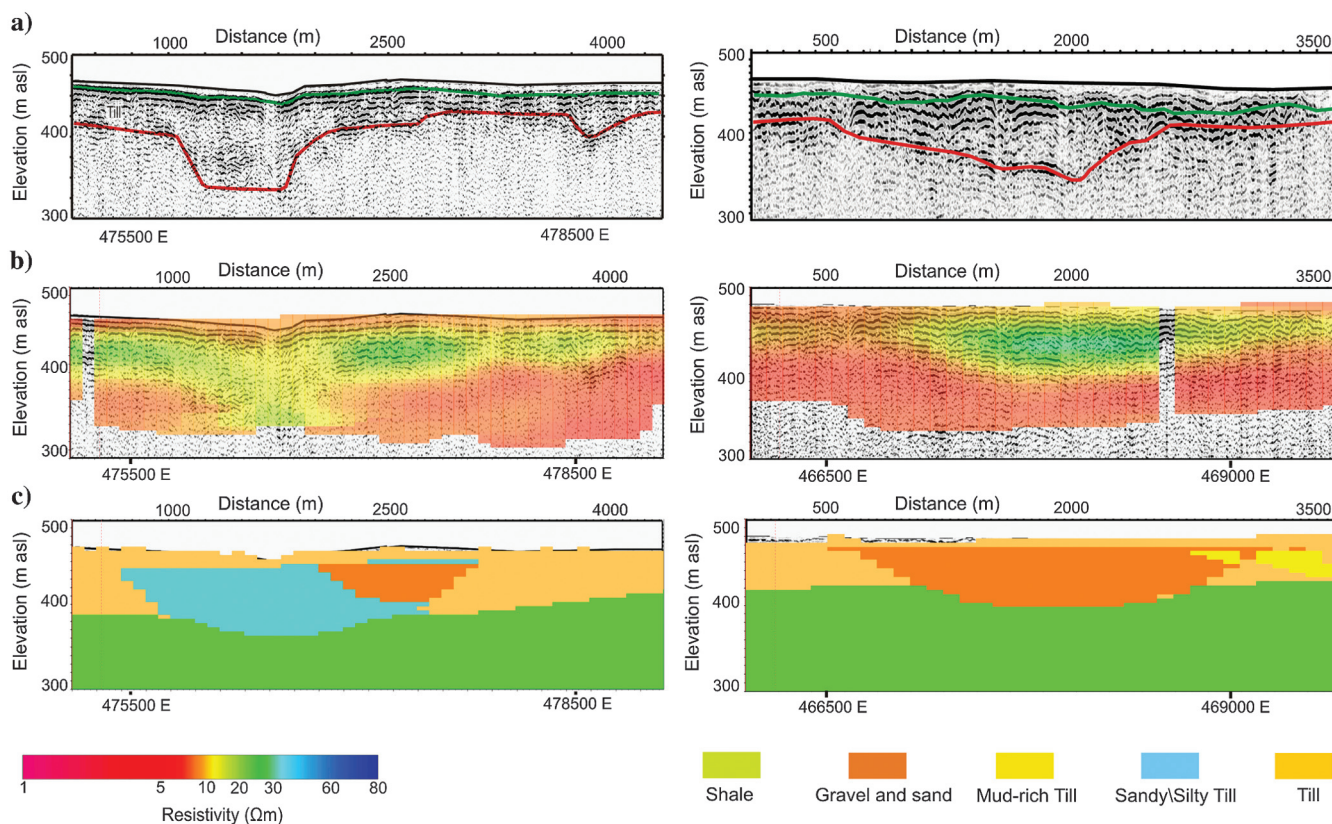 a)
Distance (m)
1000 2500 4000
Elevation (m asl)
500
400
300
Till
475500 E 478500 E
Distance (m)
500 2000 3500
Elevation (m asl)
500
400
300
b)
Distance (m)
1000 2500 4000
Elevation (m asl)
500
400
300
475500 E 478500 E
Distance (m)
500 2000 3500
Elevation (m asl)
500
400
300
466500 E 469000 E
c)
Distance (m)
1000 2500 4000
Elevation (m asl)
500
400
300
475500 E 478500 E
Distance (m)
500 2000 3500
Elevation (m asl)
500
400
300
466500 E 469000 E
1 5 10 20 30 60 80
Resistivity (Ωm)
Shale Gravel and sand Mud-rich Till Sandy\Silty Till Till